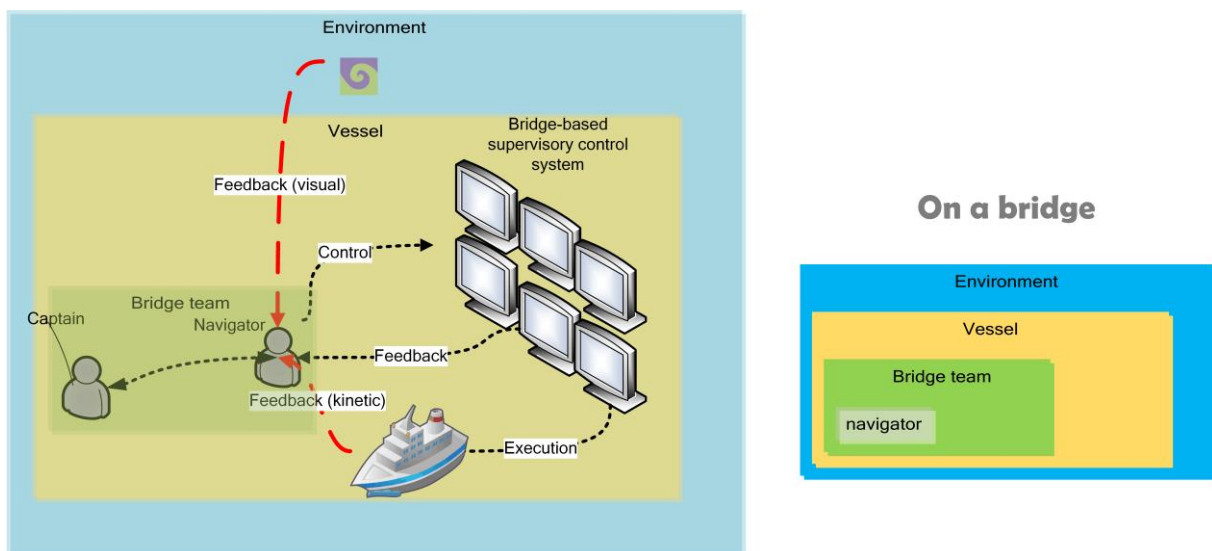 Environment
Vessel
Bridge-based
supervisory control
system
Feedback (visual)
Control
Bridge team
Navigator
Captain
Feedback
Feedback (kinetic)
Execution
On a bridge
Environment
Vessel
Bridge team
navigator